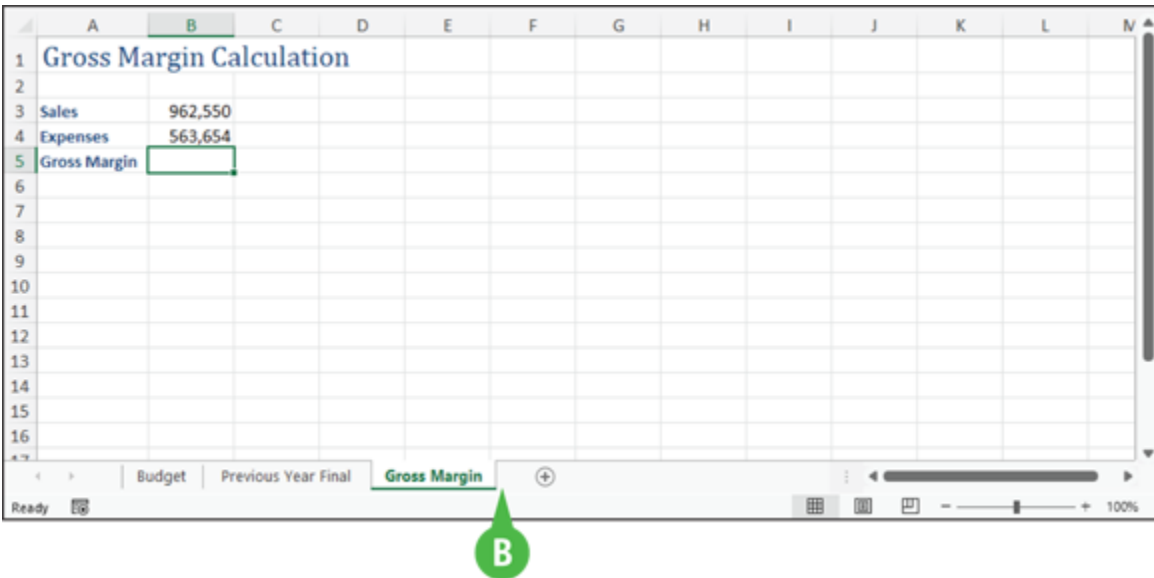 A B C D E F G H I J K L M
1 Gross Margin Calculation
2
3 Sales 962,550
4 Expenses 563,654
5 Gross Margin
6
7
8
9
10
11
12
13
14
15
16
Budget Previous Year Final Gross Margin
Ready 100%
B